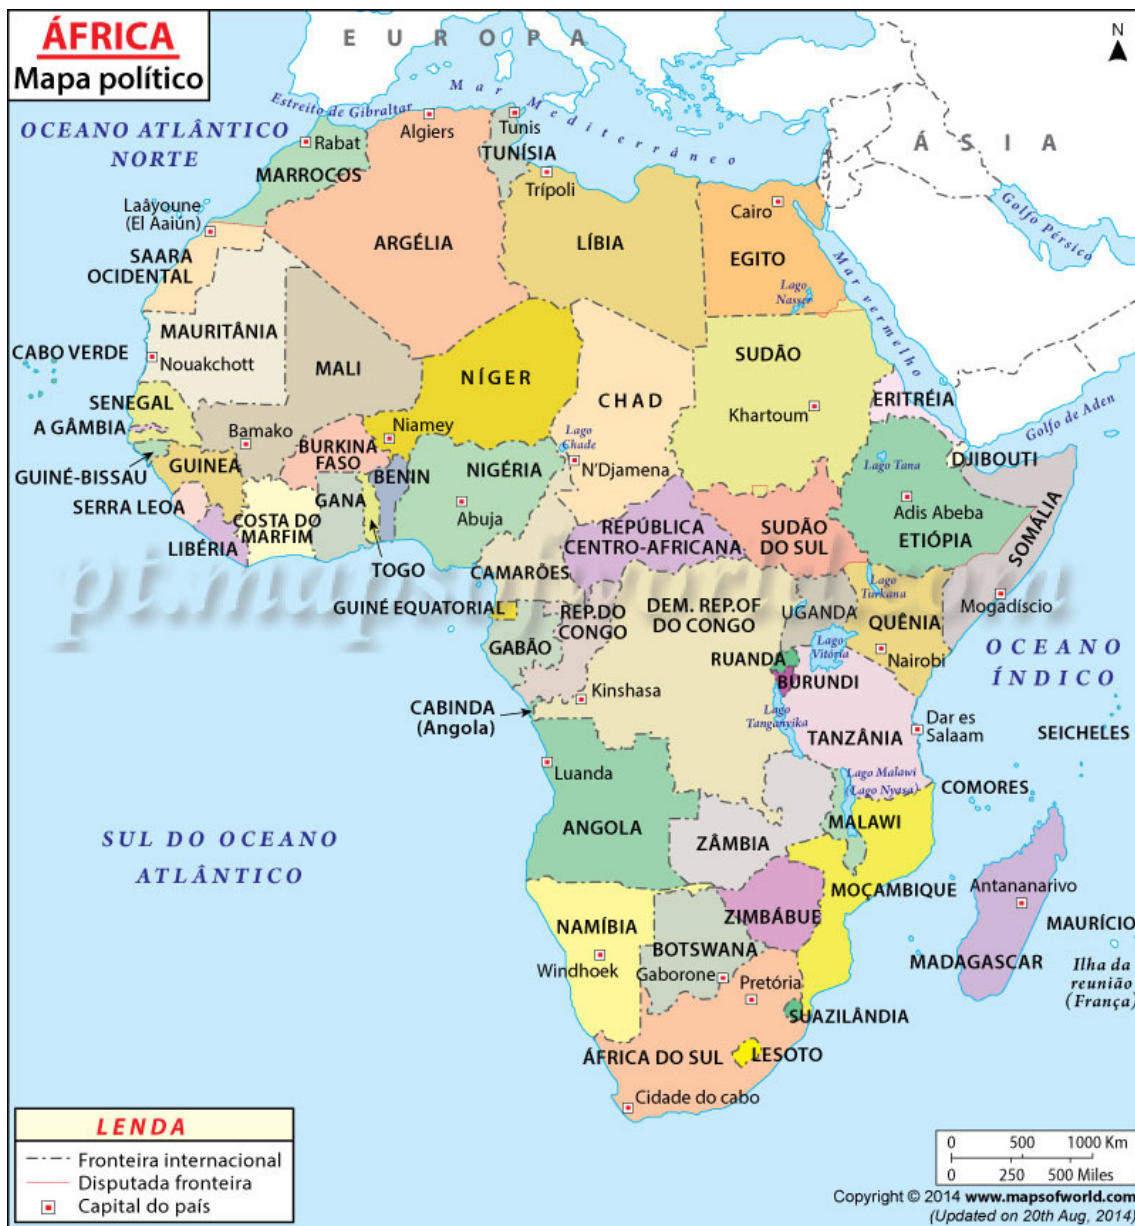 ÁFRICA
Mapa político
EUROPA
N
ÁSIA
Mar Mediterrâneo
Estreito de Gibraltar
OCEANO ATLÂNTICO
NORTE
Algiers
Tunis
TUNÍSIA
Rabat
MARROCOS
Trípoli
Cairo
Golfo Pérsico
Laâyoune
(El Aaiún)
SAARA
OCIDENTAL
ARGÉLIA
LÍBIA
EGITO
Lago
Nasser
Mar vermelho
MAURITÂNIA
Nouakchott
CABO VERDE
MALI
NÍGER
CHAD
SUDÃO
Khartoum
ERITRÉIA
Golfo de Aden
SENEGAL
A GÂMBIA
Bamako
Niamey
BURKINA
FASO
Lago
Chade
N'Djamena
Lago Tana
DJIBOUTI
GUINÉ-BISSAU
GUINEA
BENIN
NIGÉRIA
Abuja
Adis Abeba
ETIÓPIA
SOMÁLIA
SERRA LEOA
GANA
COSTA DO
MARFIM
LIBÉRIA
TOGO
REPÚBLICA
CENTRO-AFRICANA
SUDÃO
DO SUL
CAMARÕES
pt.mapsofworld.com
GUINÉ EQUATORIAL
REP.DO
CONGO
DEM. REP.OF
DO CONGO
UGANDA
Lago
Turkana
QUÊNIA
Mogadíscio
GABÃO
Lago
Vitória
Nairobi
RUANDA
BURUNDI
OCEANO
ÍNDICO
CABINDA
(Angola)
Kinshasa
Lago
Tanganyika
TANZÂNIA
Dar es
Salaam
SEICHELES
Luanda
Lago Malawi
(Lago Nyasa)
COMORES
SUL DO OCEANO
ATLÂNTICO
ANGOLA
ZÂMBIA
MALAWI
MOÇAMBIQUE
Antananarivo
MAURÍCIO
NAMÍBIA
Windhoek
ZIMBÁBUE
BOTSWANA
Gaborone
MADAGASCAR
Ilha da
reunião
(França)
Pretória
SUAZILÂNDIA
ÁFRICA DO SUL
LESOTO
Cidade do cabo
LENDA
Fronteira internacional
Disputada fronteira
Capital do país
0 500 1000 Km
0 250 500 Miles
Copyright © 2014 www.mapsofworld.com
(Updated on 20th Aug, 2014)